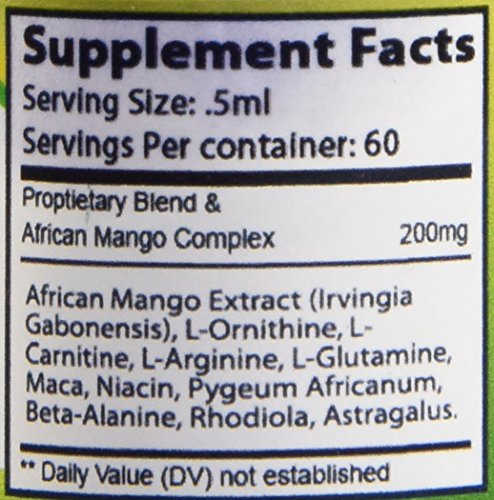 Supplement Facts
Serving Size: .5ml
Servings Per container: 60
Proptietary Blend &
African Mango Complex 200mg
African Mango Extract (Irvingia
Gabonensis), L-Ornithine, L-
Carnitine, L-Arginine, L-Glutamine,
Maca, Niacin, Pygeum Africanum,
Beta-Alanine, Rhodiola, Astragalus.
** Daily Value (DV) not established